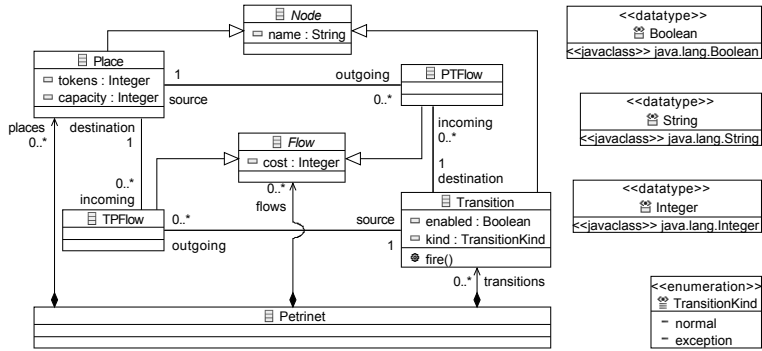 Node
name : String
Place
tokens : Integer
capacity : Integer
1
source
outgoing
0..*
PTFlow
places
0..*
destination
1
incoming
0..*
Flow
cost : Integer
0..*
flows
incoming
0..*
1
destination
TPFlow
0..*
outgoing
source
1
Transition
enabled : Boolean
kind : TransitionKind
fire()
0..* transitions
Petrinet
<<datatype>>
Boolean
<<javaclass>> java.lang.Boolean
<<datatype>>
String
<<javaclass>> java.lang.String
<<datatype>>
Integer
<<javaclass>> java.lang.Integer
<<enumeration>>
TransitionKind
normal
exception